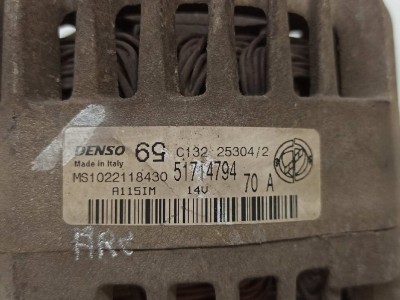 DENSO 59 C132 25304/2
Made in Italy
MS1022118430 51714794 70 A
A115IM 14V
ARC